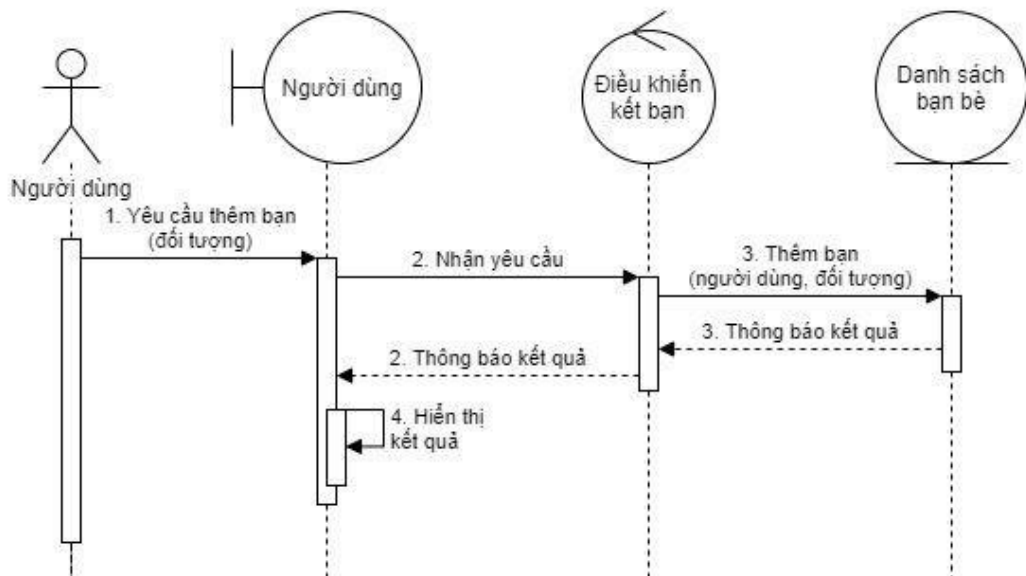 Người dùng
Điều khiển
kết bạn
Danh sách
bạn bè
Người dùng
1. Yêu cầu thêm bạn
(đối tượng)
2. Nhận yêu cầu
3. Thêm bạn
(người dùng, đối tượng)
3. Thông báo kết quả
2. Thông báo kết quả
4. Hiển thị
kết quả